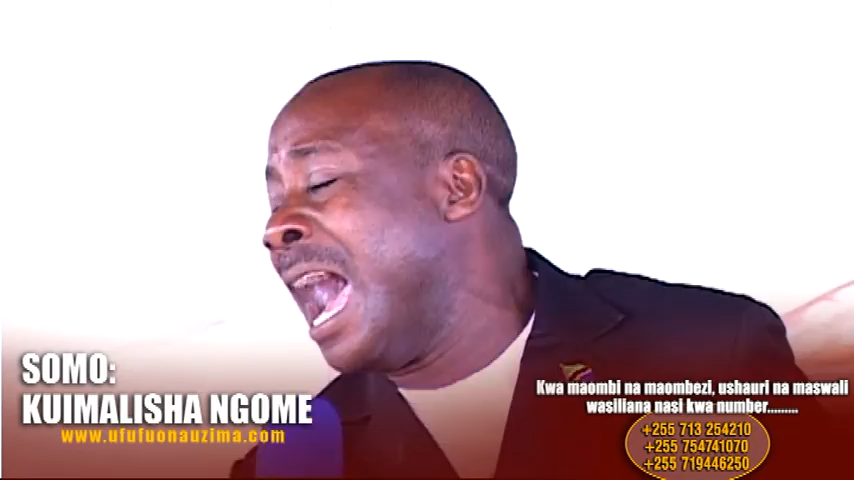 SOMO:
KUIMALISHA NGOME
www.ufufuonauzima.com
Kwa maombi na maombezi, ushauri na maswali
wasiliana nasi kwa number.........
+255 713 254210
+255 754741070
+255 719446250